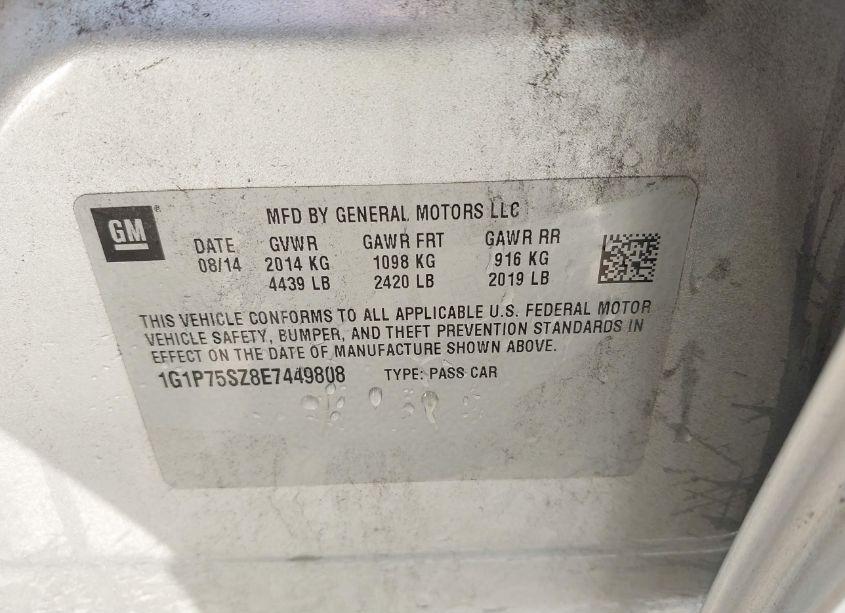 GM ®
MFD BY GENERAL MOTORS LLC
DATE GVWR GAWR FRT GAWR RR
08/14 2014 KG 1098 KG 916 KG
4439 LB 2420 LB 2019 LB
THIS VEHICLE CONFORMS TO ALL APPLICABLE U.S. FEDERAL MOTOR
VEHICLE SAFETY, BUMPER, AND THEFT PREVENTION STANDARDS IN
EFFECT ON THE DATE OF MANUFACTURE SHOWN ABOVE.
1G1P75SZ8E7449808 TYPE: PASS CAR